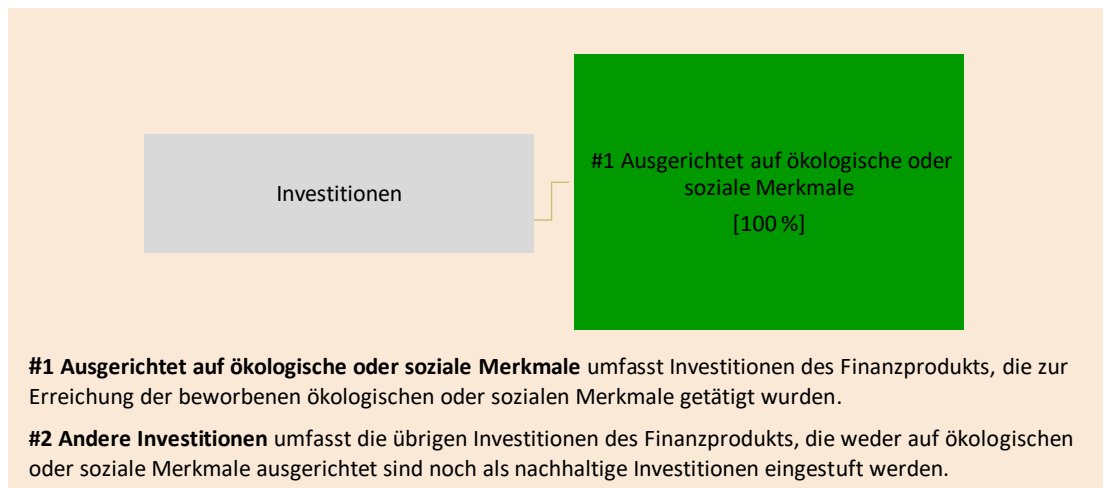 Investitionen
#1 Ausgerichtet auf ökologische oder
soziale Merkmale
[100 %]
#1 Ausgerichtet auf ökologische oder soziale Merkmale umfasst Investitionen des Finanzprodukts, die zur
Erreichung der beworbenen ökologischen oder sozialen Merkmale getätigt wurden.
#2 Andere Investitionen umfasst die übrigen Investitionen des Finanzprodukts, die weder auf ökologischen
oder soziale Merkmale ausgerichtet sind noch als nachhaltige Investitionen eingestuft werden.